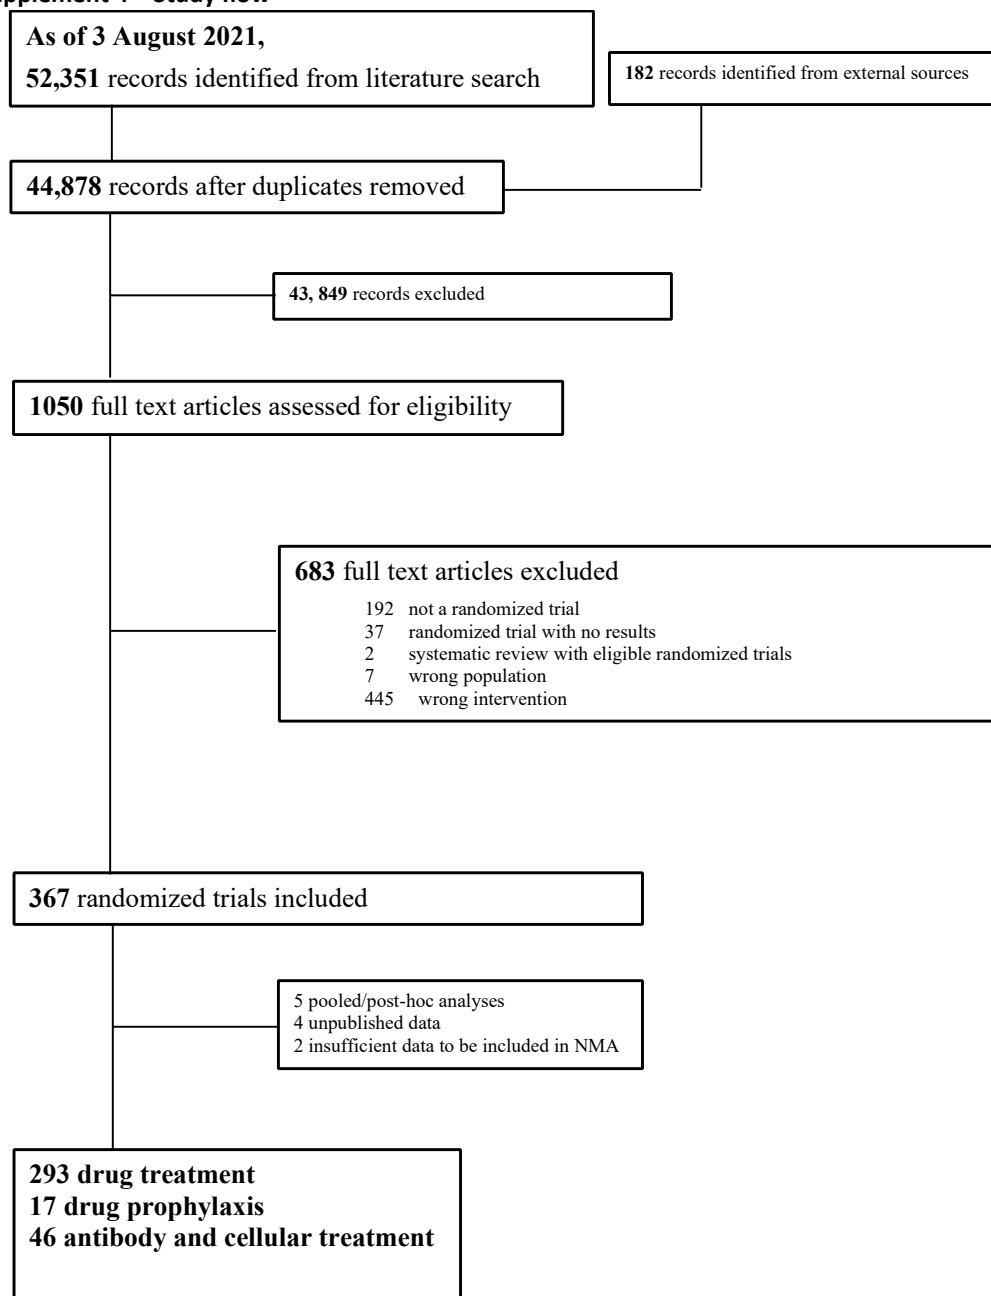 As of 3 August 2021,
52,351 records identified from literature search
182 records identified from external sources
44,878 records after duplicates removed
43, 849 records excluded
1050 full text articles assessed for eligibility
683 full text articles excluded
192 not a randomized trial
37 randomized trial with no results
2 systematic review with eligible randomized trials
7 wrong population
445 wrong intervention
367 randomized trials included
5 pooled/post-hoc analyses
4 unpublished data
2 insufficient data to be included in NMA
293 drug treatment
17 drug prophylaxis
46 antibody and cellular treatment